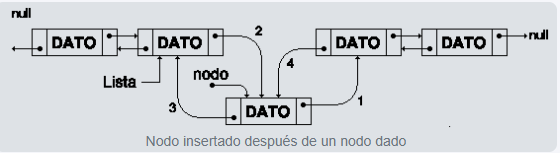 null
2
DATO DATO DATO DATO null
4
Lista nodo
3 DATO 1
Nodo insertado después de un nodo dado